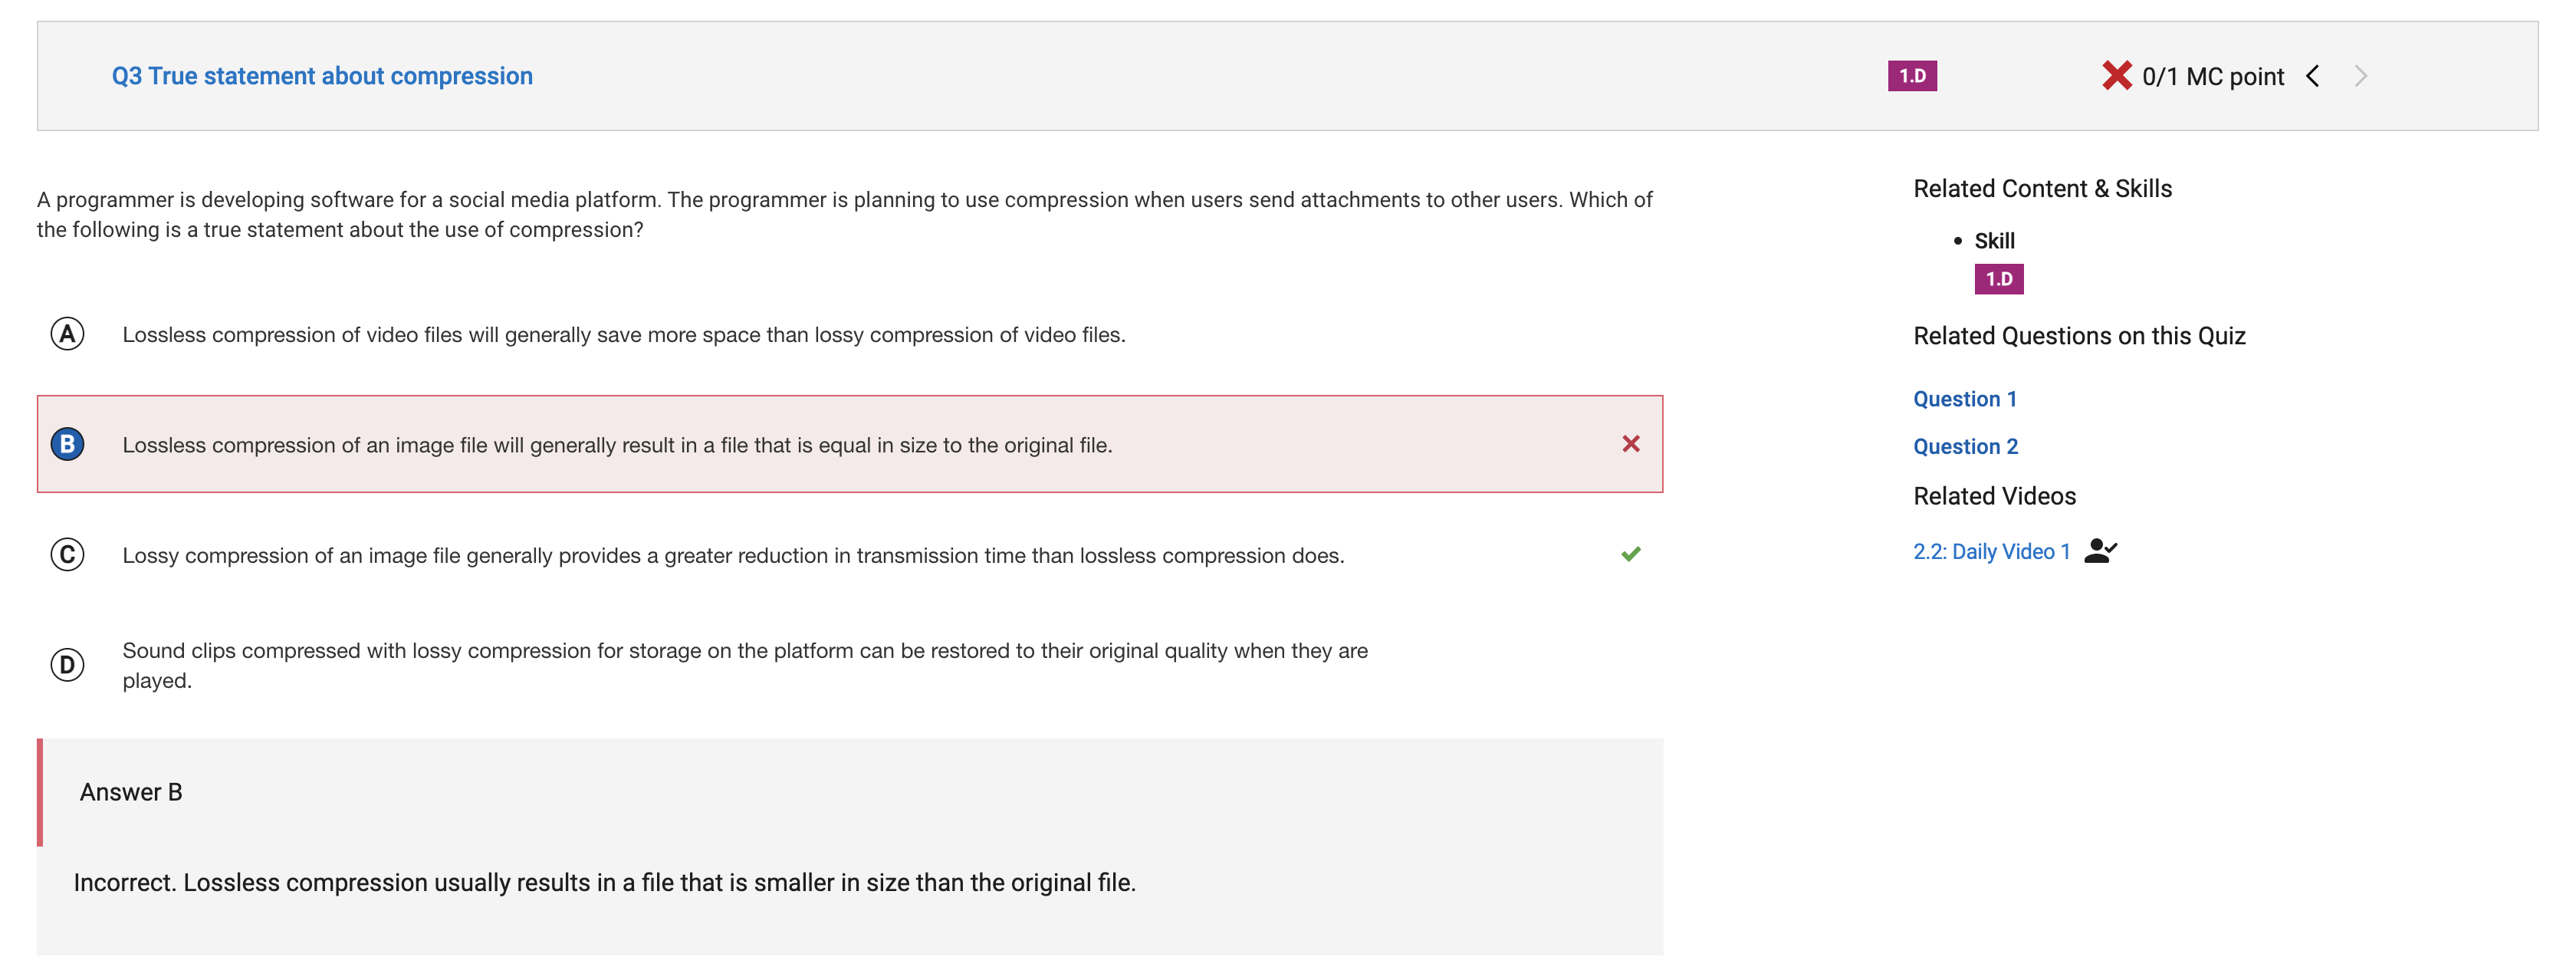 Q3 True statement about compression
1.D
0/1 MC point
A programmer is developing software for a social media platform. The programmer is planning to use compression when users send attachments to other users. Which of
the following is a true statement about the use of compression?
A
Lossless compression of video files will generally save more space than lossy compression of video files.
B
Lossless compression of an image file will generally result in a file that is equal in size to the original file.
C
Lossy compression of an image file generally provides a greater reduction in transmission time than lossless compression does.
D
Sound clips compressed with lossy compression for storage on the platform can be restored to their original quality when they are
played.
Answer B
Incorrect. Lossless compression usually results in a file that is smaller in size than the original file.
Related Content & Skills
Skill
1.D
Related Questions on this Quiz
Question 1
Question 2
Related Videos
2.2: Daily Video 1